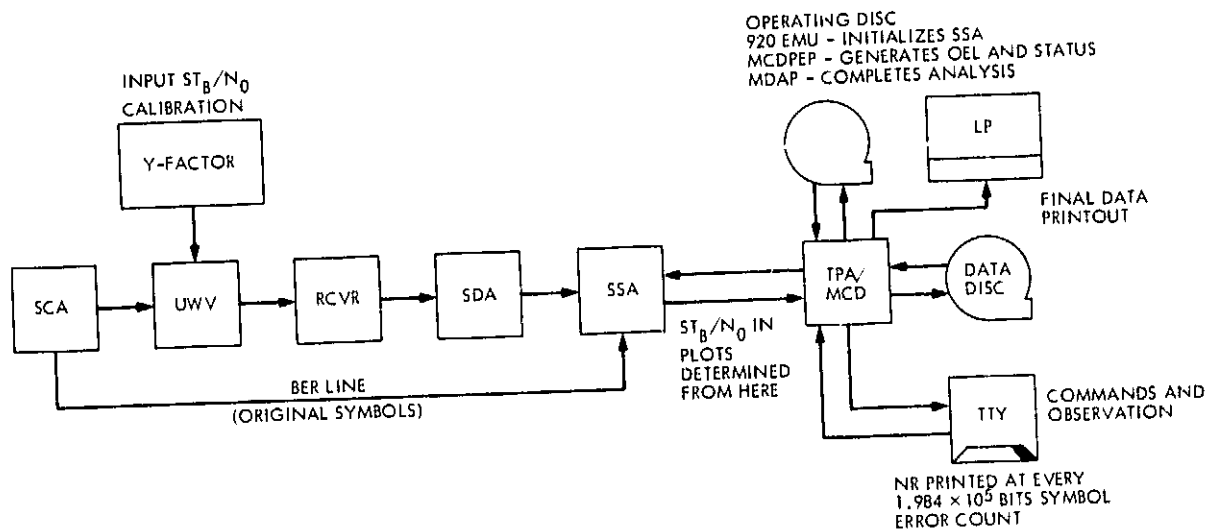 OPERATING DISC
920 EMU - INITIALIZES SSA
MCDPEP - GENERATES OEL AND STATUS
MDAP - COMPLETES ANALYSIS
INPUT ST_B/N_0
CALIBRATION
Y-FACTOR
LP
FINAL DATA
PRINTOUT
SCA
UWV
RCVR
SDA
SSA
TPA/
MCD
DATA
DISC
ST_B/N_0 IN
PLOTS
DETERMINED
FROM HERE
BER LINE
(ORIGINAL SYMBOLS)
TTY
COMMANDS AND
OBSERVATION
NR PRINTED AT EVERY
1.984 × 10^5 BITS SYMBOL
ERROR COUNT